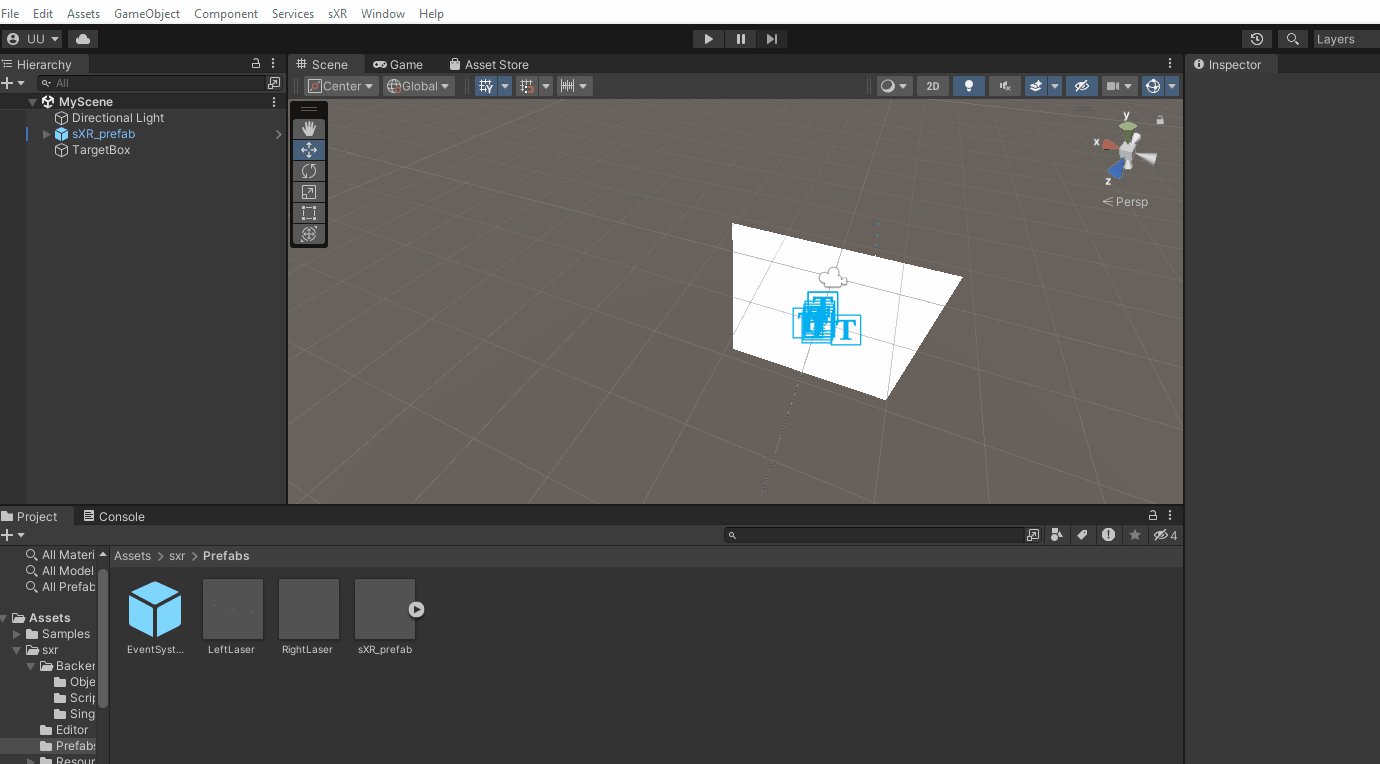 File Edit Assets GameObject Component Services sXR Window Help
UU Layers
Hierarchy Scene Game Asset Store Inspector
All Center Global 2D
MyScene
Directional Light
sXR_prefab
TargetBox
y
x
z
Persp
T T T
Project Console
4
All Materi Assets > sxr > Prefabs
All Model
All Prefab
Assets
Samples
sxr
EventSyst... LeftLaser RightLaser sXR_prefab
Backer
Obje
Scrip
Sing
Editor
Prefabs
Resour